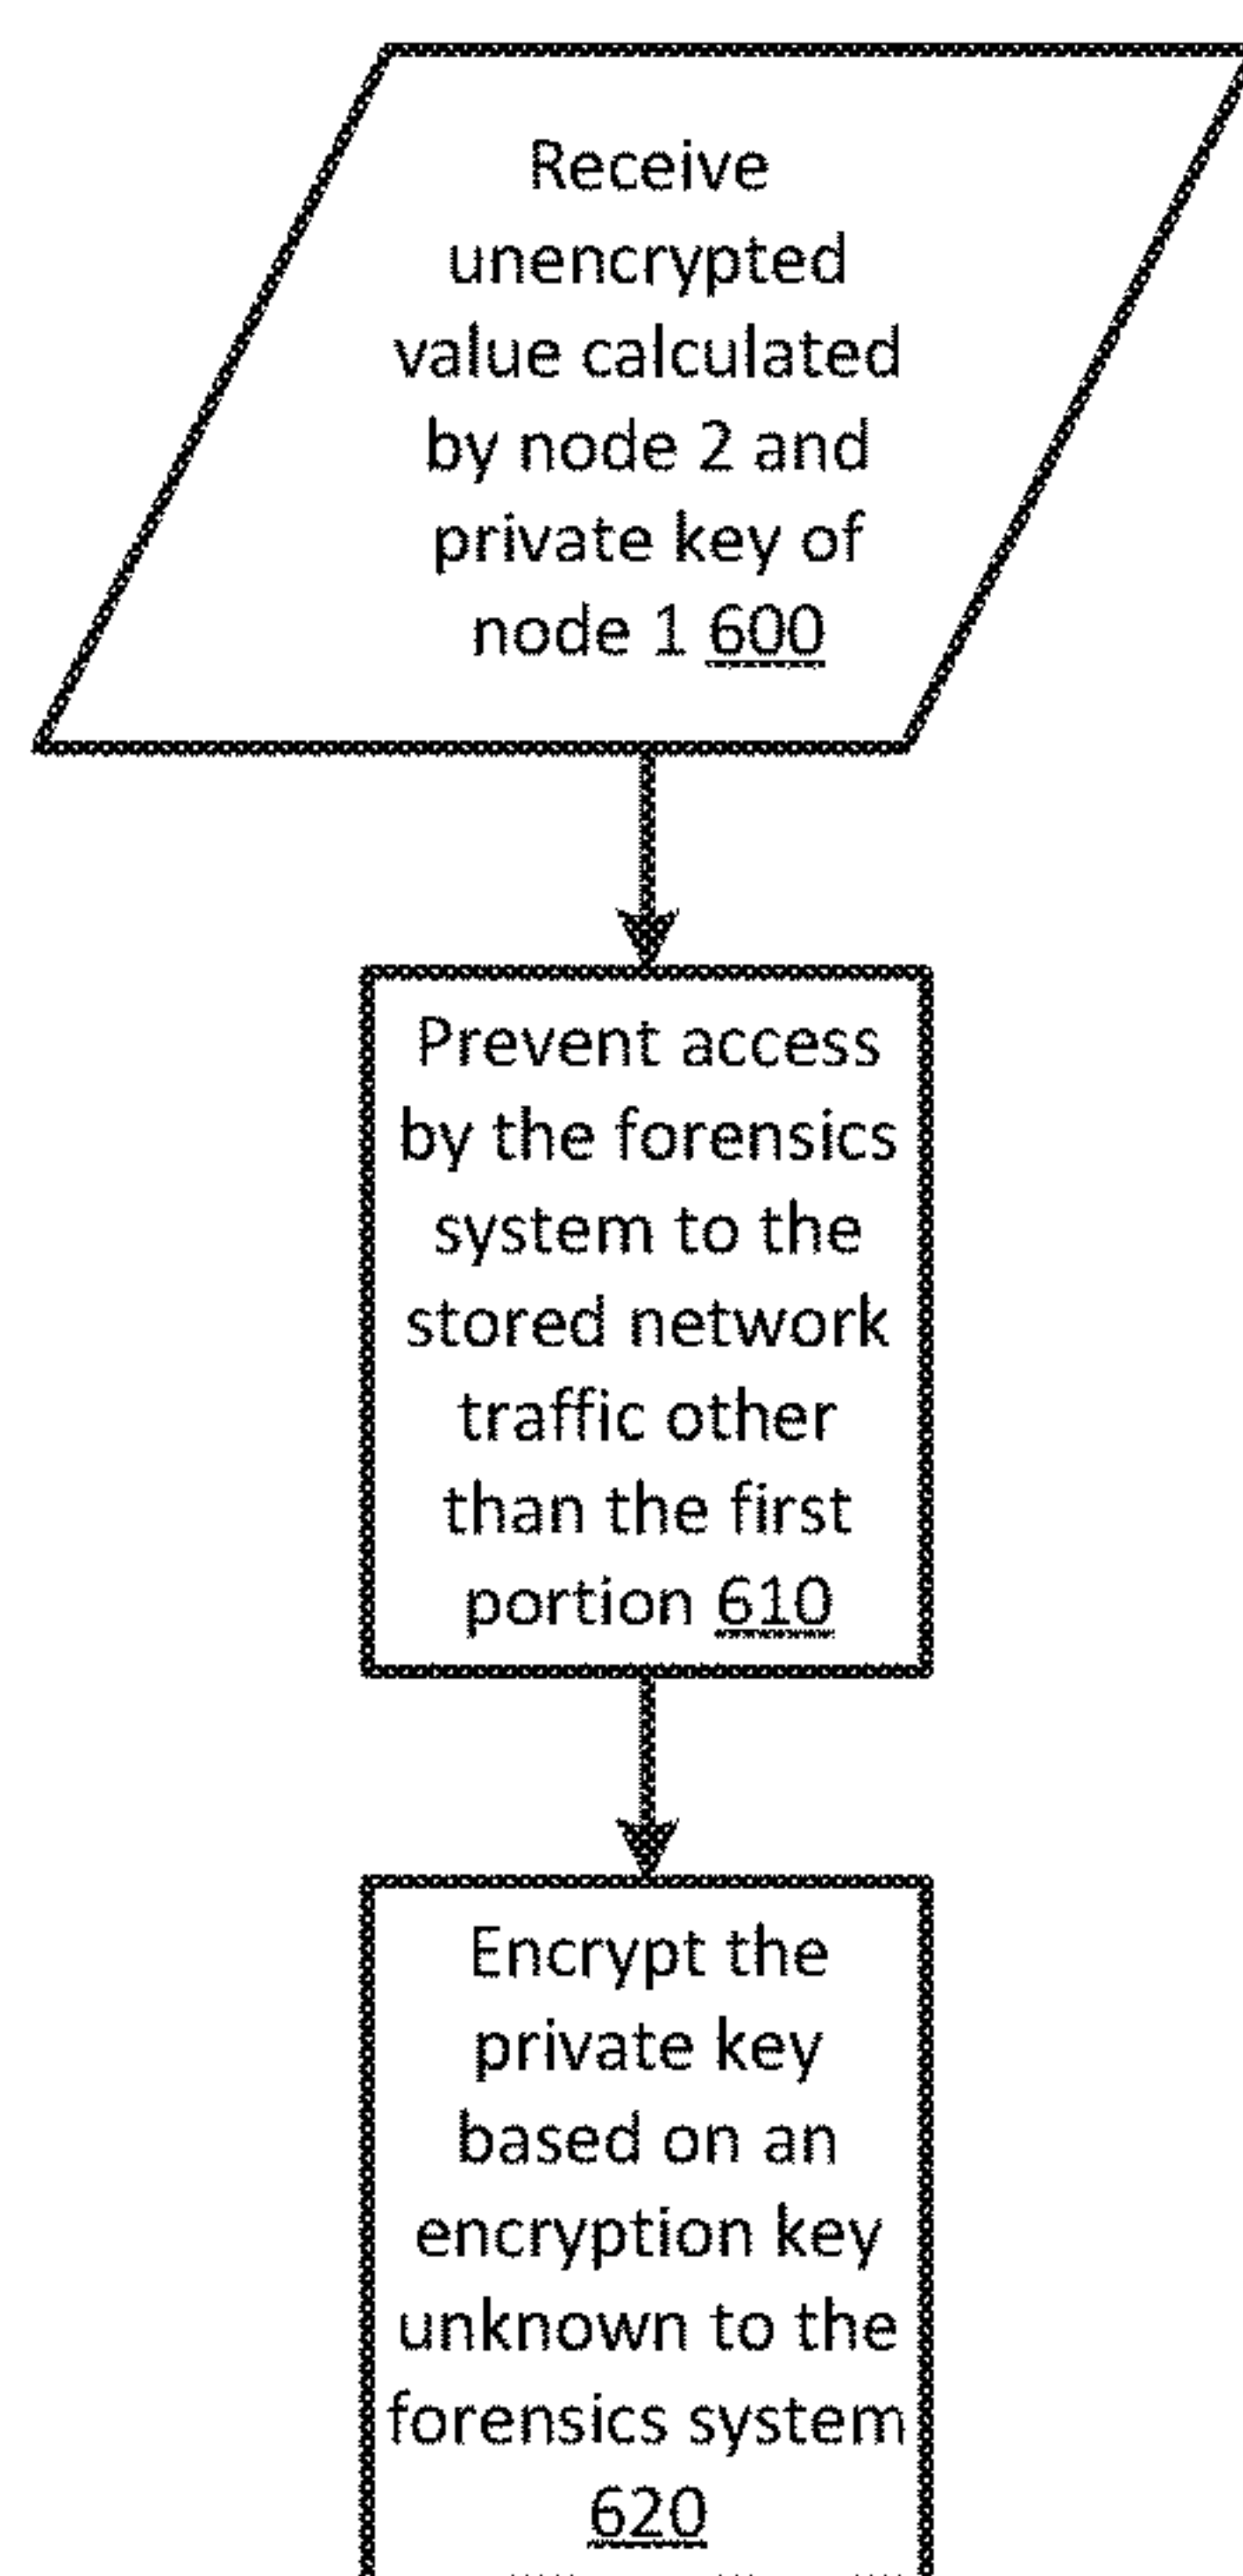 Receive
unencrypted
value calculated
by node 2 and
private key of
node 1 600
Prevent access
by the forensics
system to the
stored network
traffic other
than the first
portion 610
Encrypt the
private key
based on an
encryption key
unknown to the
forensics system
620